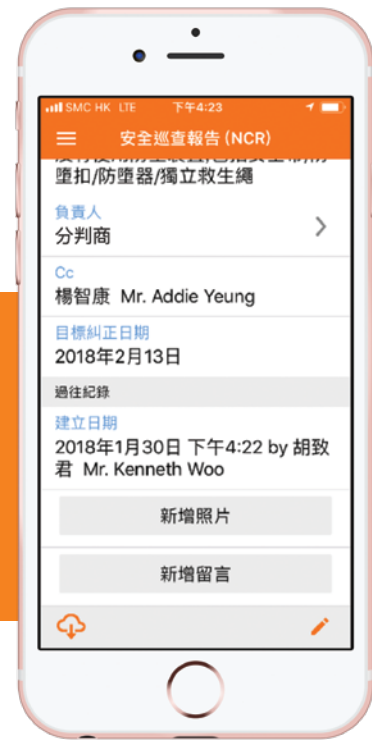 SMC HK LTE 下午4:23
安全巡查報告 (NCR)
墮扣/防墮器/獨立救生繩
負責人
分判商
Cc
楊智康 Mr. Addie Yeung
目標糾正日期
2018年2月13日
過往紀錄
建立日期
2018年1月30日 下午4:22 by 胡致
君 Mr. Kenneth Woo
新增照片
新增留言